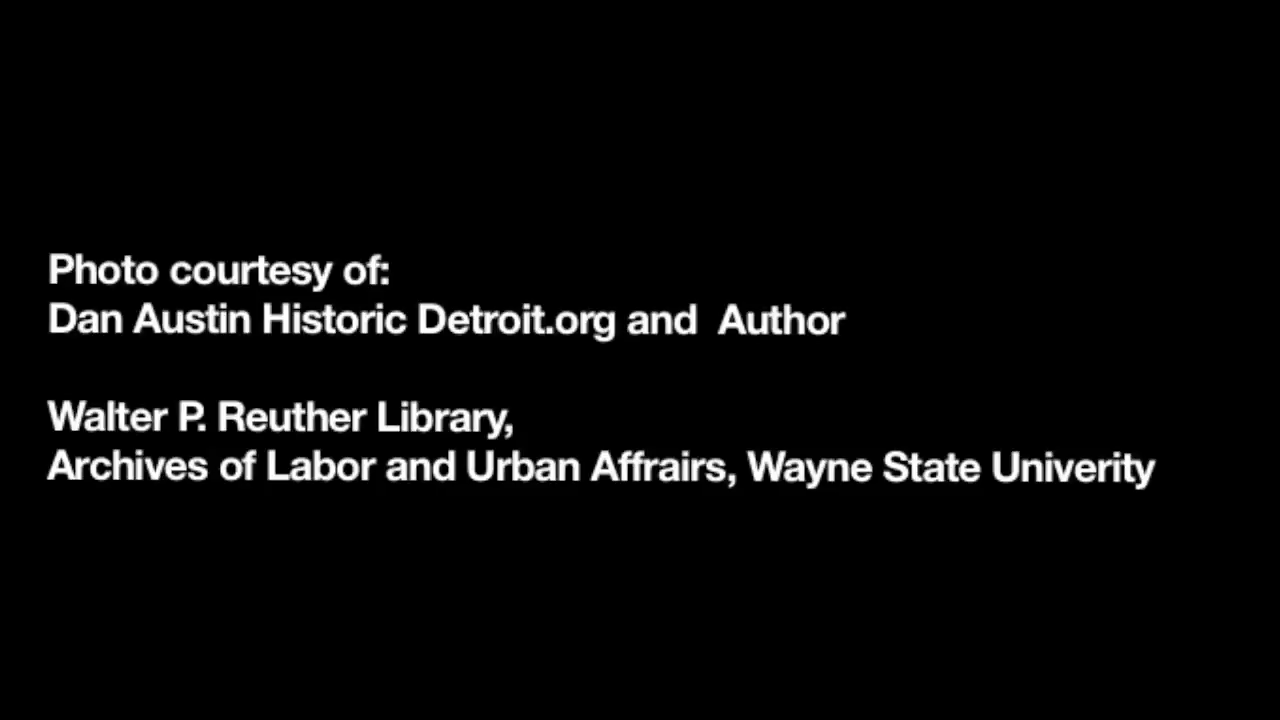 Photo courtesy of:
Dan Austin Historic Detroit.org and  Author
Walter P. Reuther Library,
Archives of Labor and Urban Affrairs, Wayne State Univerity